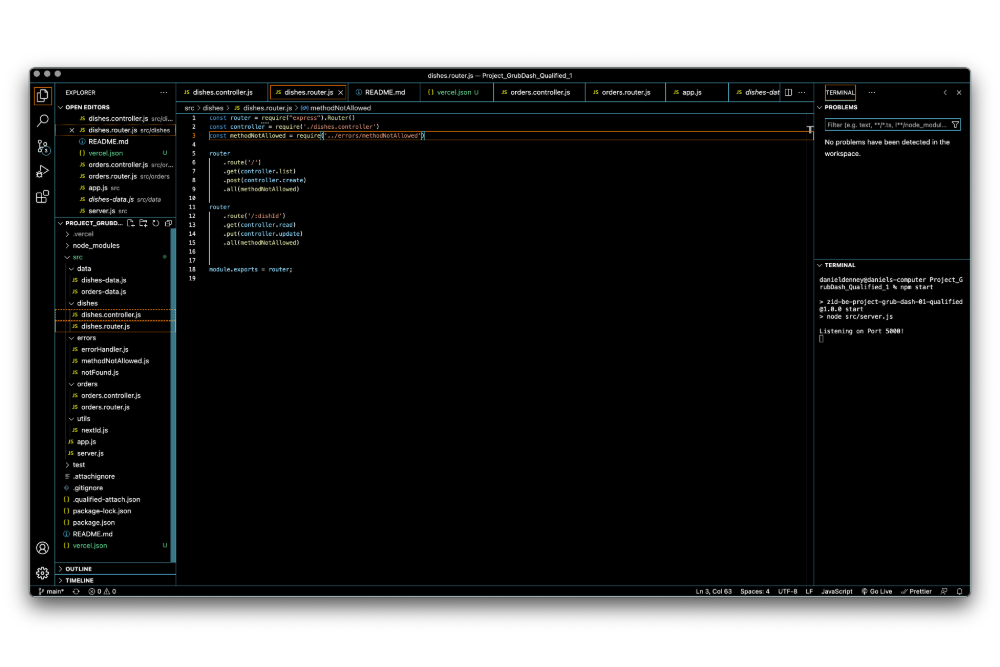 dishes.router.js — Project_GrubDash_Qualified_1
EXPLORER
OPEN EDITORS
JS dishes.controller.js src/di...
JS dishes.router.js src/dishes
README.md
{} vercel.json U
JS orders.controller.js src/or...
JS orders.router.js src/orders
JS app.js src
JS dishes-data.js src/data
JS server.js src
PROJECT_GRUBD...
.vercel
node_modules
src
data
JS dishes-data.js
JS orders-data.js
dishes
JS dishes.controller.js
JS dishes.router.js
errors
JS errorHandler.js
JS methodNotAllowed.js
JS notFound.js
orders
JS orders.controller.js
JS orders.router.js
utils
JS nextId.js
JS app.js
JS server.js
test
.attachignore
.gitignore
{} .qualified-attach.json
{} package-lock.json
{} package.json
README.md
{} vercel.json U
OUTLINE
TIMELINE
JS dishes.controller.js JS dishes.router.js README.md {} vercel.json U JS orders.controller.js JS orders.router.js JS app.js JS dishes-dat ...
src > dishes > JS dishes.router.js > methodNotAllowed
1 const router = require("express").Router()
2 const controller = require('./dishes.controller')
3 const methodNotAllowed = require('../errors/methodNotAllowed')
4
5 router
6 .route('/')
7 .get(controller.list)
8 .post(controller.create)
9 .all(methodNotAllowed)
10
11 router
12 .route('/:dishId')
13 .get(controller.read)
14 .put(controller.update)
15 .all(methodNotAllowed)
16
17
18 module.exports = router;
19
TERMINAL ...
PROBLEMS
Filter (e.g. text, **/*.ts, !**/node_modul...
No problems have been detected in the
workspace.
TERMINAL
danieldenney@daniels-computer Project_G
rubDash_Qualified_1 % npm start
> zid-be-project-grub-dash-01-qualified
@1.0.0 start
> node src/server.js
Listening on Port 5000!
main* 0 0 Ln 3, Col 63 Spaces: 4 UTF-8 LF JavaScript Go Live Prettier